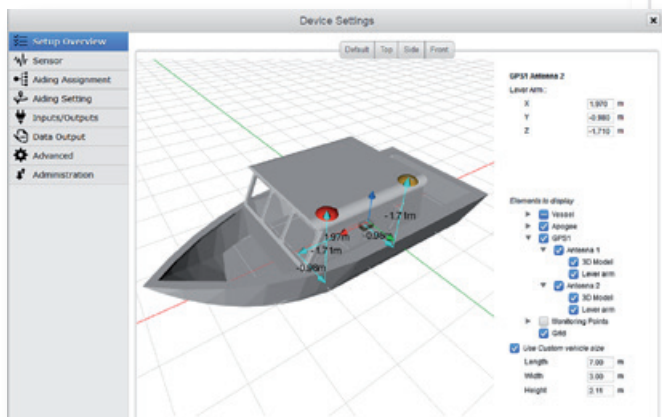 Device Settings
Setup Overview
Sensor
Aiding Assignment
Aiding Setting
Inputs/Outputs
Data Output
Advanced
Administration
Default Top Side Front
1.97m
-1.71m
-0.98m
-1.71m
-0.98m
GPS1 Antenna 2
Lever Arm:
X 1,970 m
Y -0,980 m
Z -1,710 m
Elements to display
Vessel
Apogee
GPS1
Antenna 1
3D Model
Lever arm
Antenna 2
3D Model
Lever arm
Monitoring Points
Grid
Use Custom vehicle size
Length 7.00 m
Width 3.00 m
Height m